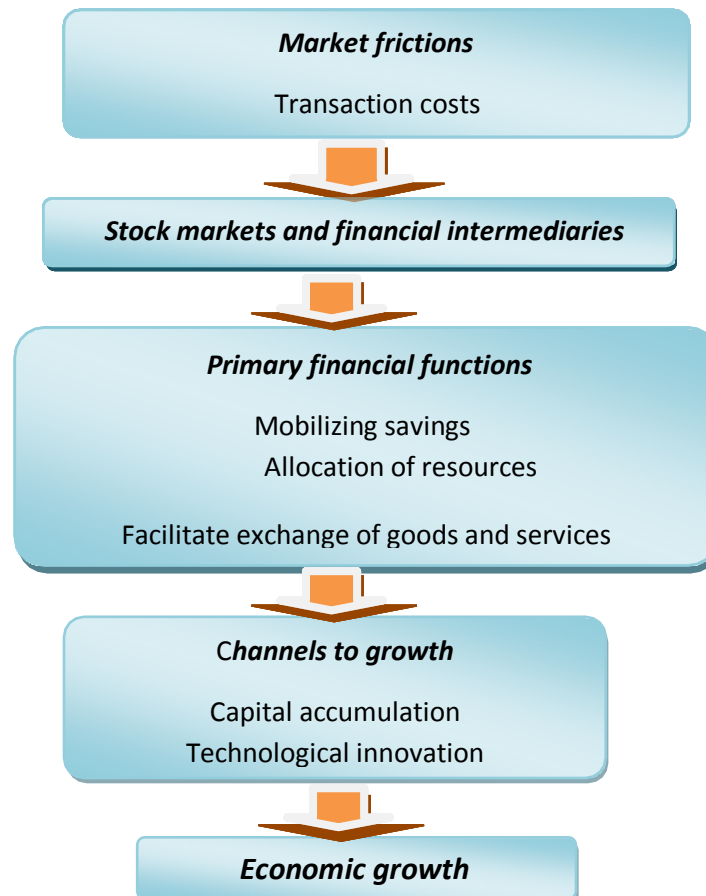 Market frictions
Transaction costs
Stock markets and financial intermediaries
Primary financial functions
Mobilizing savings
Allocation of resources
Facilitate exchange of goods and services
Channels to growth
Capital accumulation
Technological innovation
Economic growth